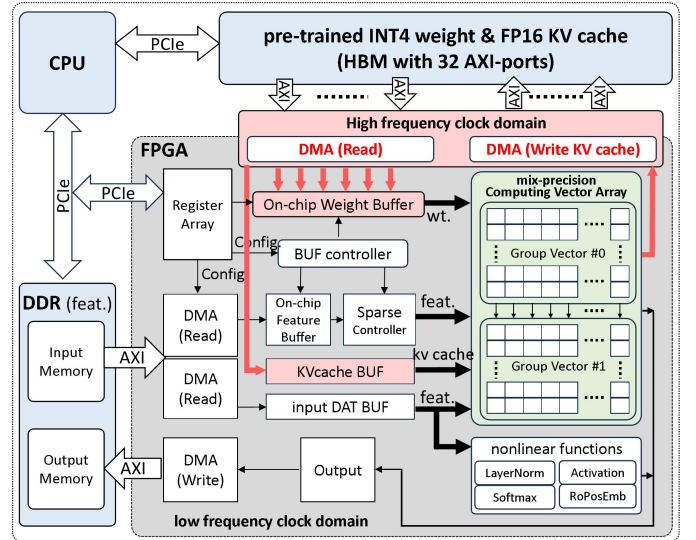 CPU
PCIe
pre-trained INT4 weight & FP16 KV cache
(HBM with 32 AXI-ports)
AXI
AXI
AXI
AXI
High frequency clock domain
DMA (Read)
DMA (Write KV cache)
FPGA
PCIe
PCIe
Register
Array
On-chip Weight Buffer
wt.
mix-precision
Computing Vector Array
Group Vector #0
Config
BUF controller
Config
DDR (feat.)
DMA
(Read)
On-chip
Feature
Buffer
Sparse
Controller
feat.
Input
Memory
AXI
DMA
(Read)
KVcache BUF
kv cache
Group Vector #1
input DAT BUF
feat.
Output
Memory
AXI
DMA
(Write)
Output
nonlinear functions
LayerNorm
Activation
Softmax
RoPosEmb
low frequency clock domain